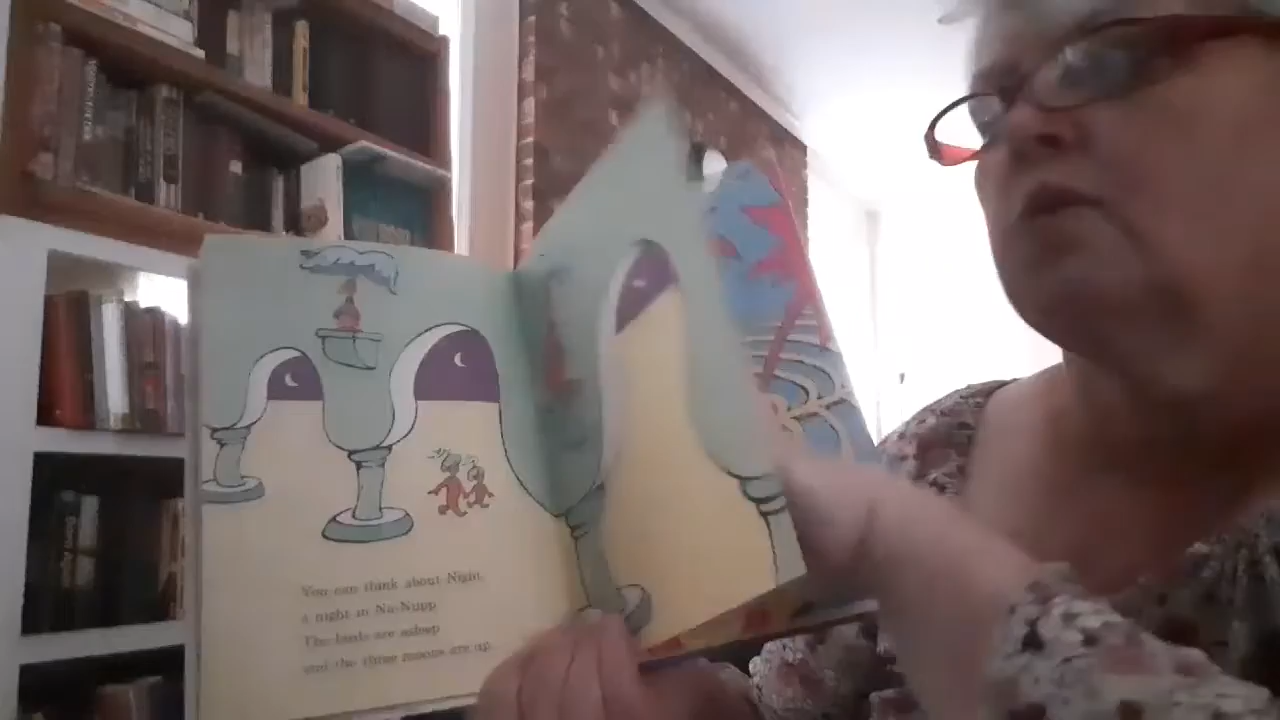 You can think about Night,
a night in Na-Nupp
The birds are asleep
and the three moons are up.